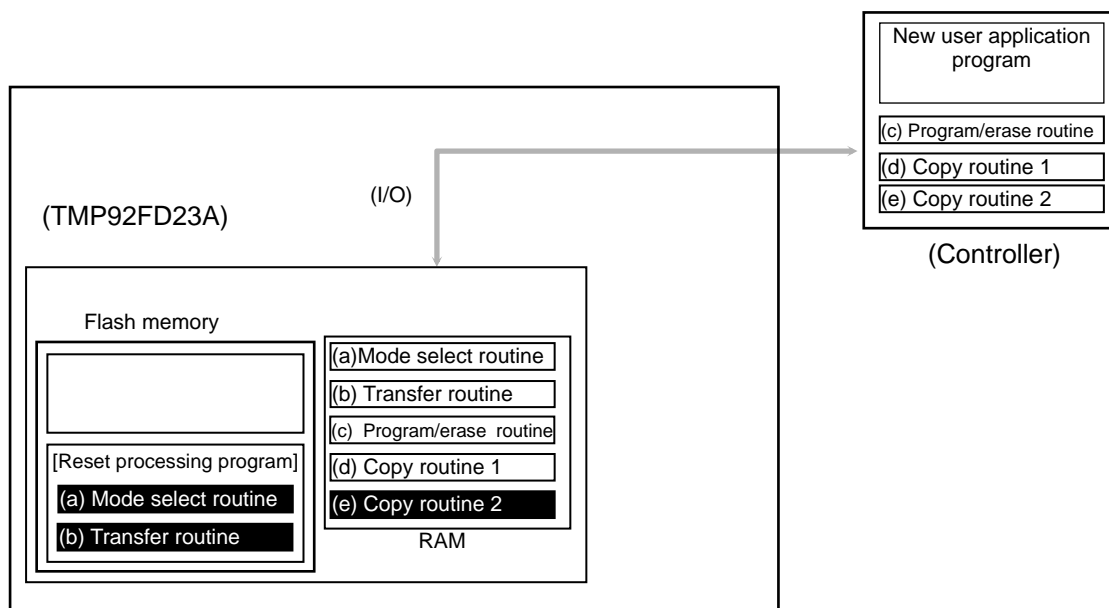 New user application
program
(c) Program/erase routine
(d) Copy routine 1
(e) Copy routine 2
(Controller)
(I/O)
(TMP92FD23A)
Flash memory
[Reset processing program]
(a) Mode select routine
(b) Transfer routine
(a)Mode select routine
(b) Transfer routine
(c) Program/erase routine
(d) Copy routine 1
(e) Copy routine 2
RAM